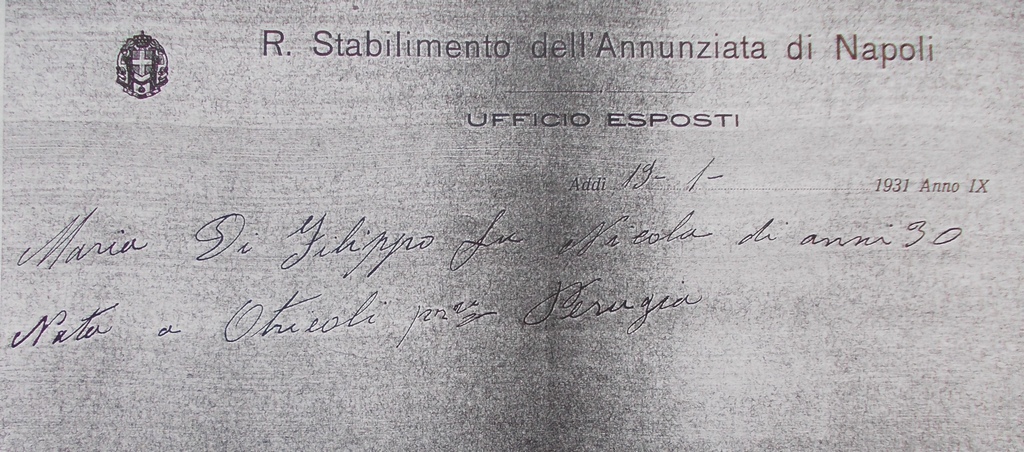 R. Stabilimento dell'Annunziata di Napoli
UFFICIO ESPOSTI
Addì 19-1- 1931 Anno IX
Maria Di Filippo fu Nicola di anni 30
Nata a Otricoli Perugia